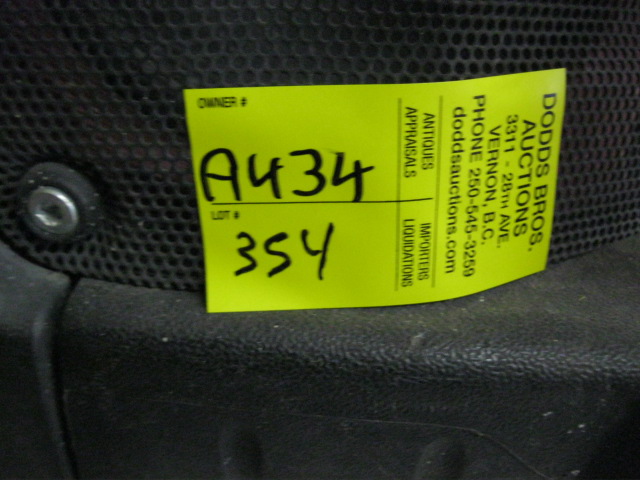 OWNER #
A434
LOT #
354
ANTIQUES
APPRAISALS
IMPORTERS
LIQUIDATIONS
DODDS BROS.
AUCTIONS
3311 - 28TH AVE.
VERNON, B.C.
PHONE 250-545-3259
doddsauctions.com